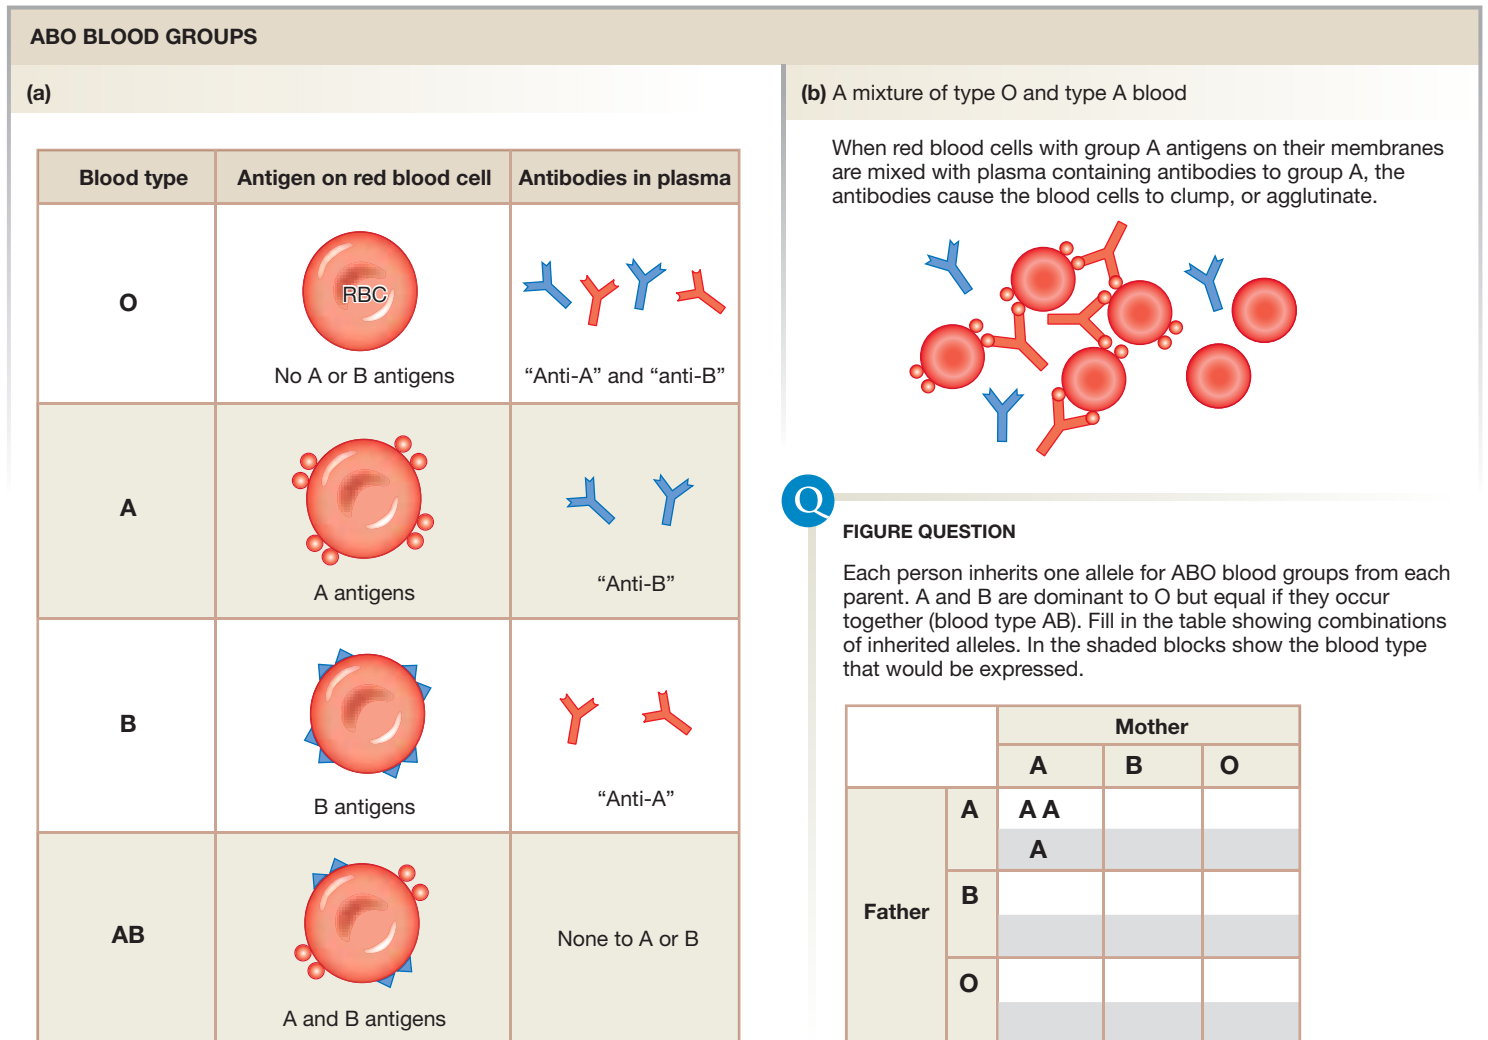 ABO BLOOD GROUPS
(a)
Blood type Antigen on red blood cell Antibodies in plasma
O
RBC
No A or B antigens
“Anti-A” and “anti-B”
A
A antigens
“Anti-B”
B
B antigens
“Anti-A”
AB
A and B antigens
None to A or B
(b) A mixture of type O and type A blood
When red blood cells with group A antigens on their membranes
are mixed with plasma containing antibodies to group A, the
antibodies cause the blood cells to clump, or agglutinate.
Q
FIGURE QUESTION
Each person inherits one allele for ABO blood groups from each
parent. A and B are dominant to O but equal if they occur
together (blood type AB). Fill in the table showing combinations
of inherited alleles. In the shaded blocks show the blood type
that would be expressed.
Mother
A B O
A A A
A
Father
B
O